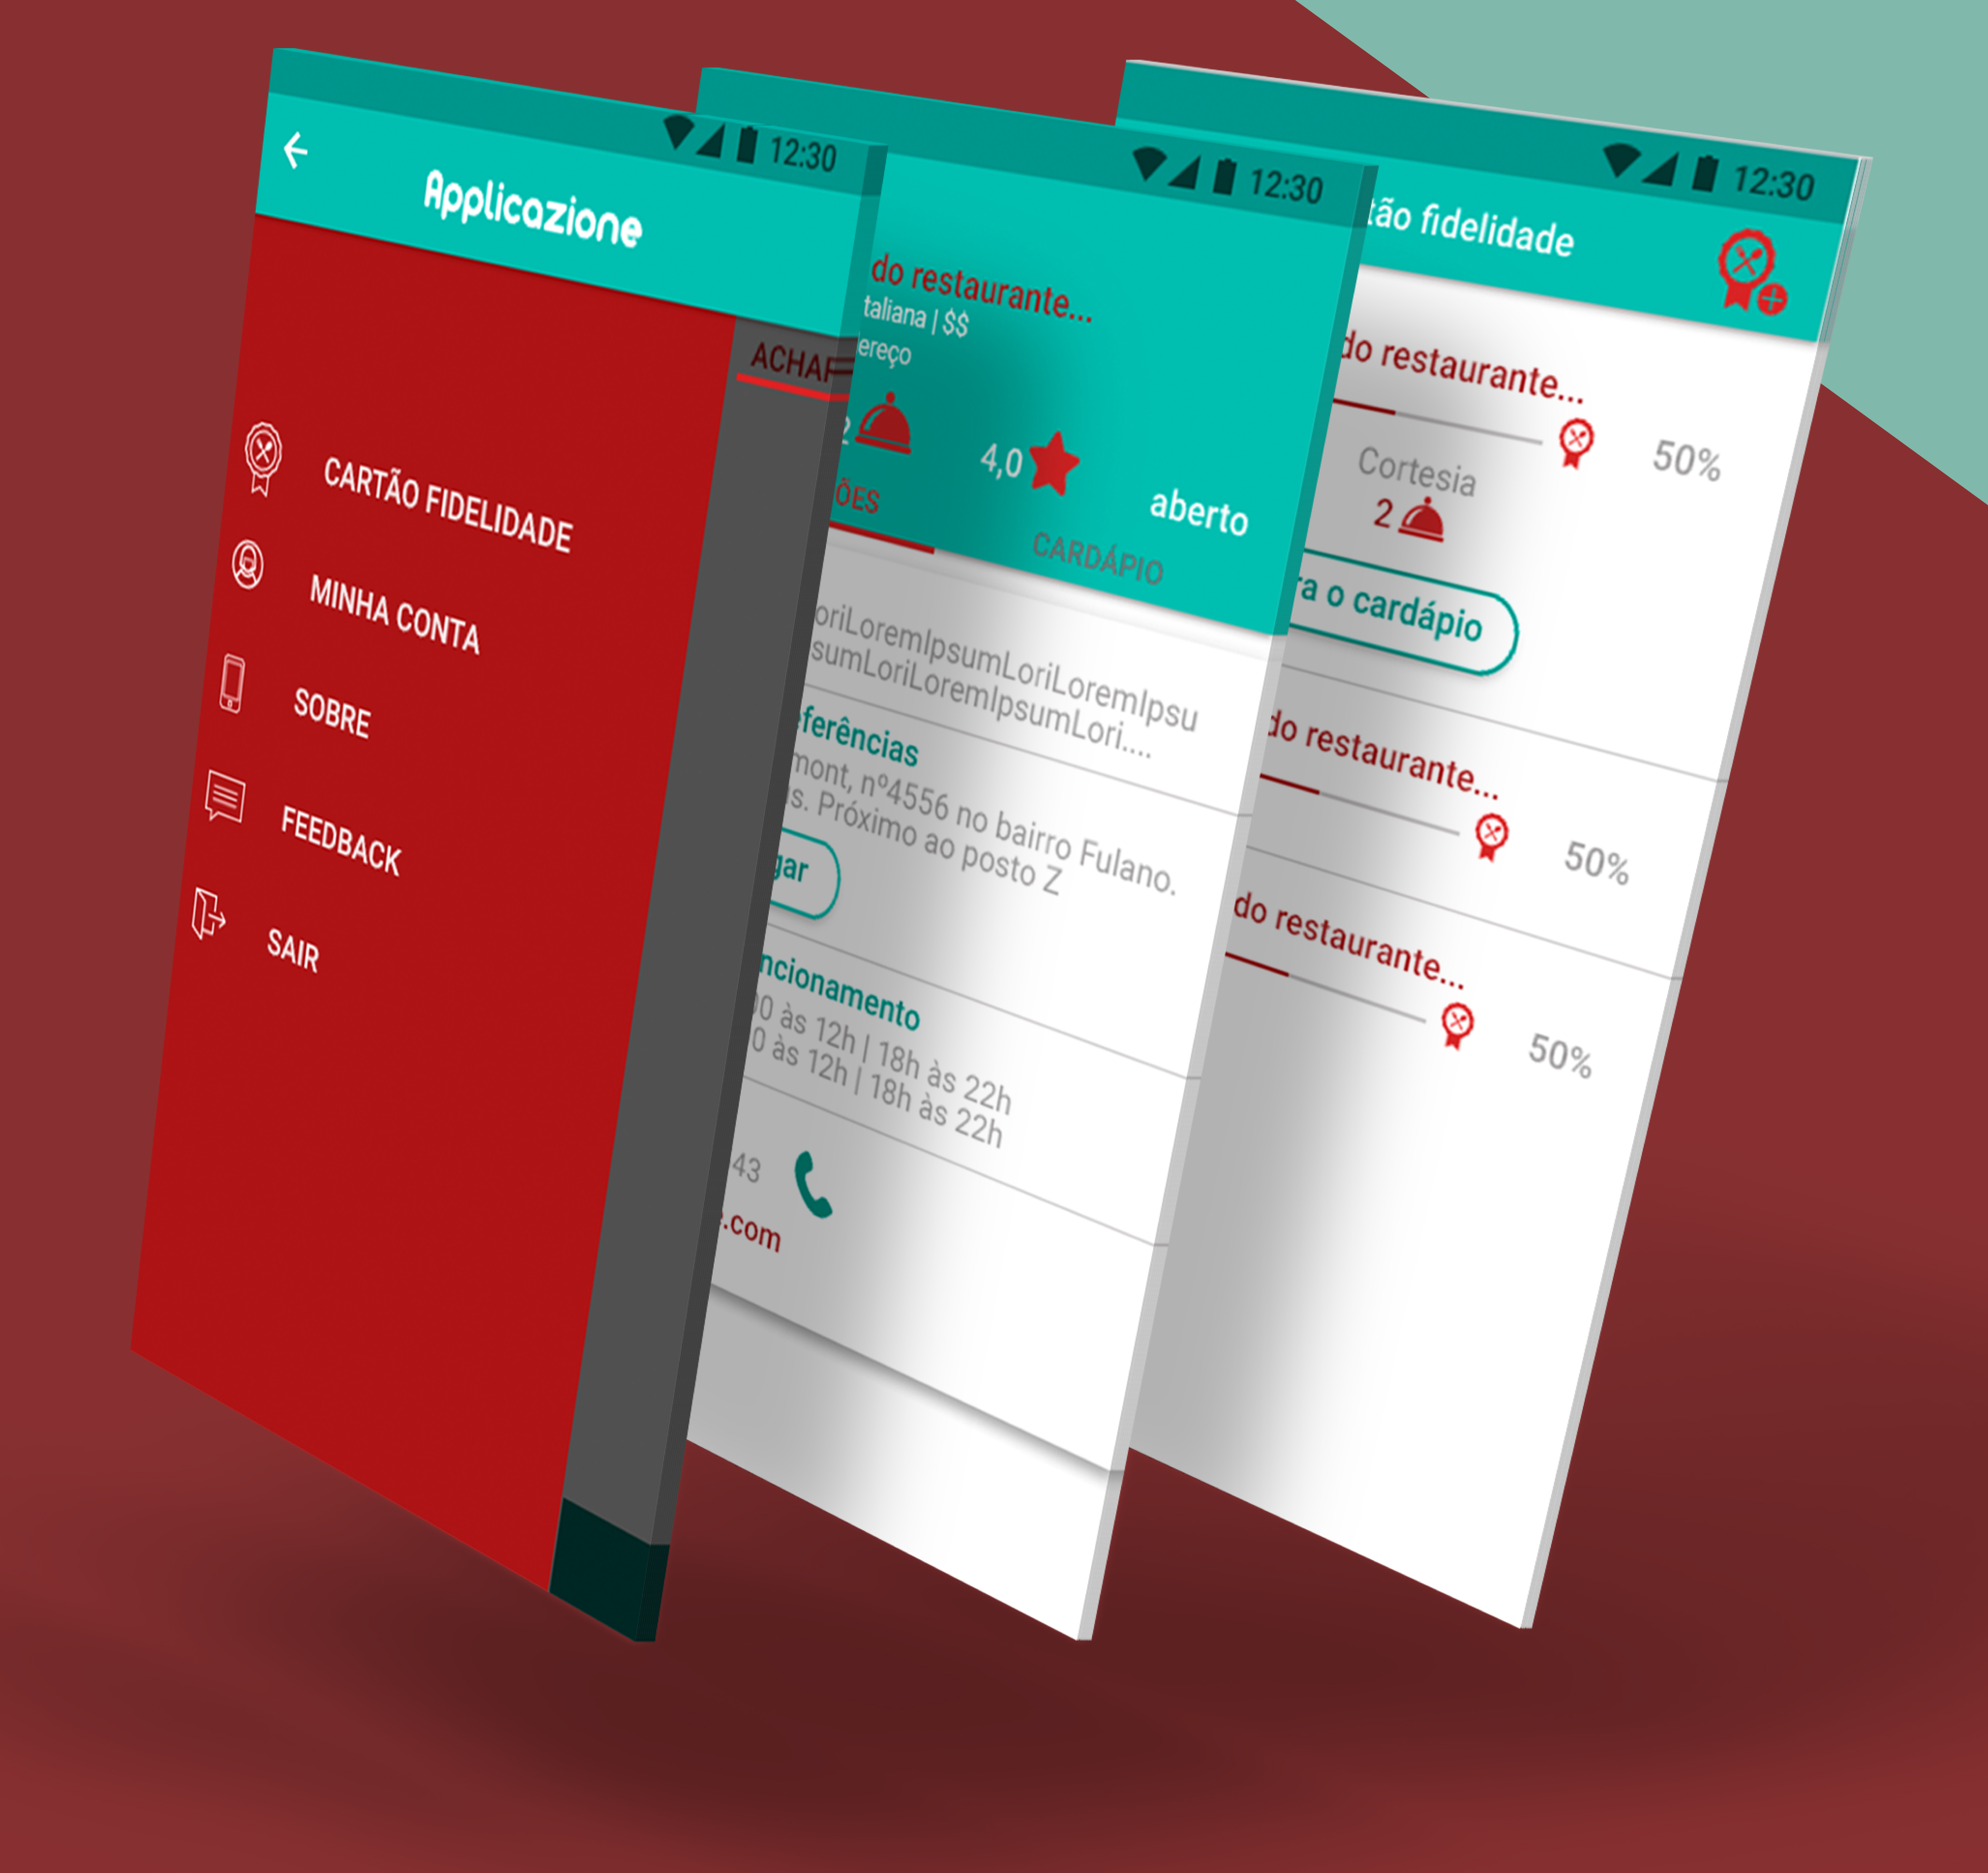 12:30
Applicazione
CARTÃO FIDELIDADE
MINHA CONTA
SOBRE
FEEDBACK
SAIR
ACHAR
12:30
do restaurante...
taliana | $$
ereço
2
4,0
aberto
ÕES
CARDÁPIO
oriLoremIpsumLoriLoremIpsu
sumLoriLoremIpsumLori....
ferências
mont, nº4556 no bairro Fulano.
s. Próximo ao posto Z
gar
ncionamento
00 às 12h | 18h às 22h
0 às 12h | 18h às 22h
43
.com
12:30
tão fidelidade
do restaurante...
50%
Cortesia
2
ra o cardápio
do restaurante...
50%
do restaurante...
50%